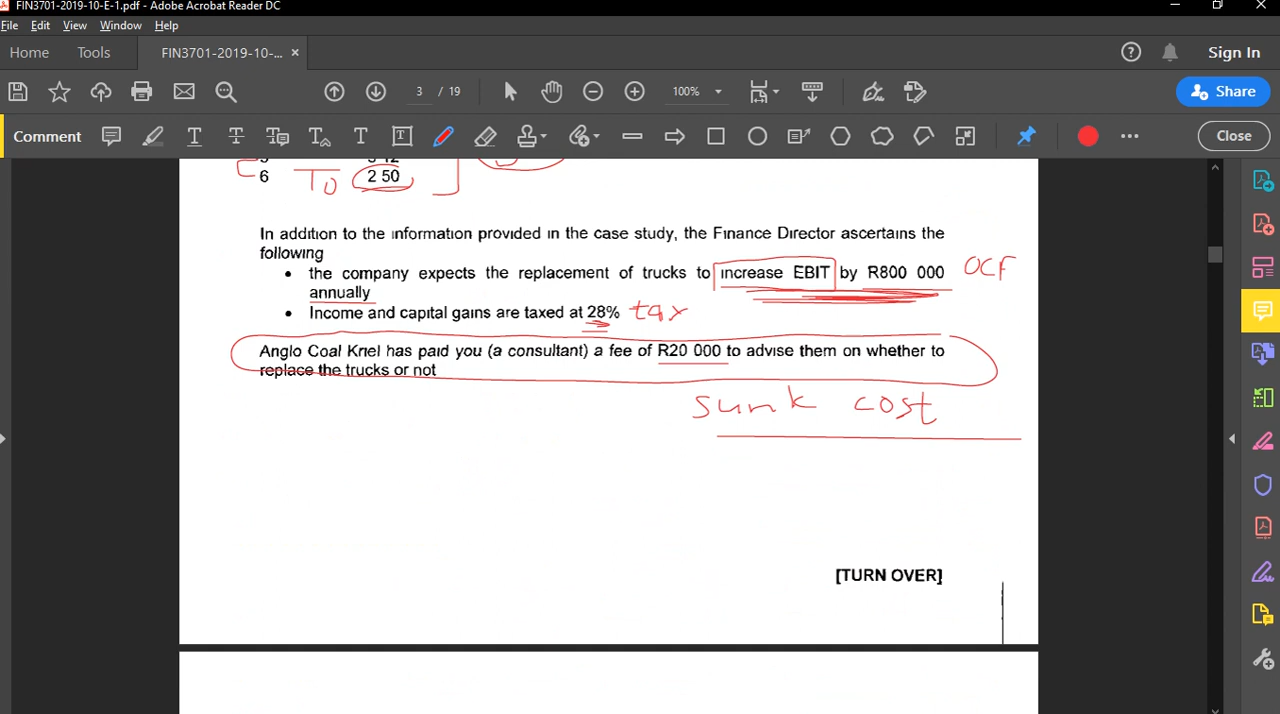 FIN3701-2019-10-E-1.pdf - Adobe Acrobat Reader DC
File Edit View Window Help
Home Tools FIN3701-2019-10-... × Sign In
3 / 19 100% Share
Comment Close
6 T0 2 50
In addition to the information provided in the case study, the Finance Director ascertains the
following
• the company expects the replacement of trucks to increase EBIT by R800 000 OCF
annually
• Income and capital gains are taxed at 28% tax
Anglo Coal Kriel has paid you (a consultant) a fee of R20 000 to advise them on whether to
replace the trucks or not
sunk cost
[TURN OVER]